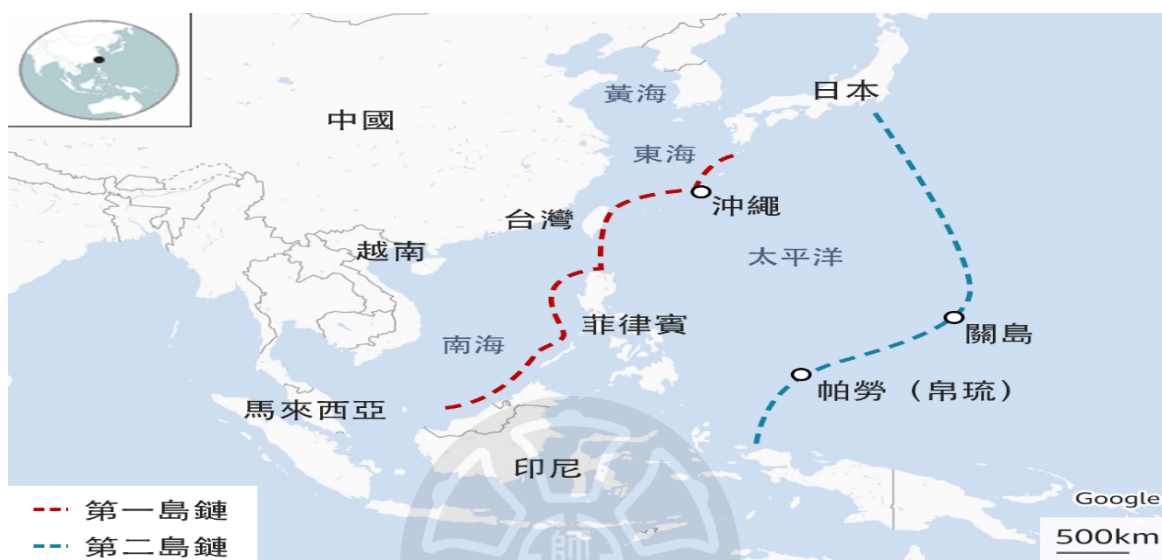 日本
黃海
中國
東海
沖繩
台灣
越南
太平洋
菲律賓
關島
南海
帕勞（帛琉）
馬來西亞
印尼
師
Google
第一島鏈
500km
第二島鏈